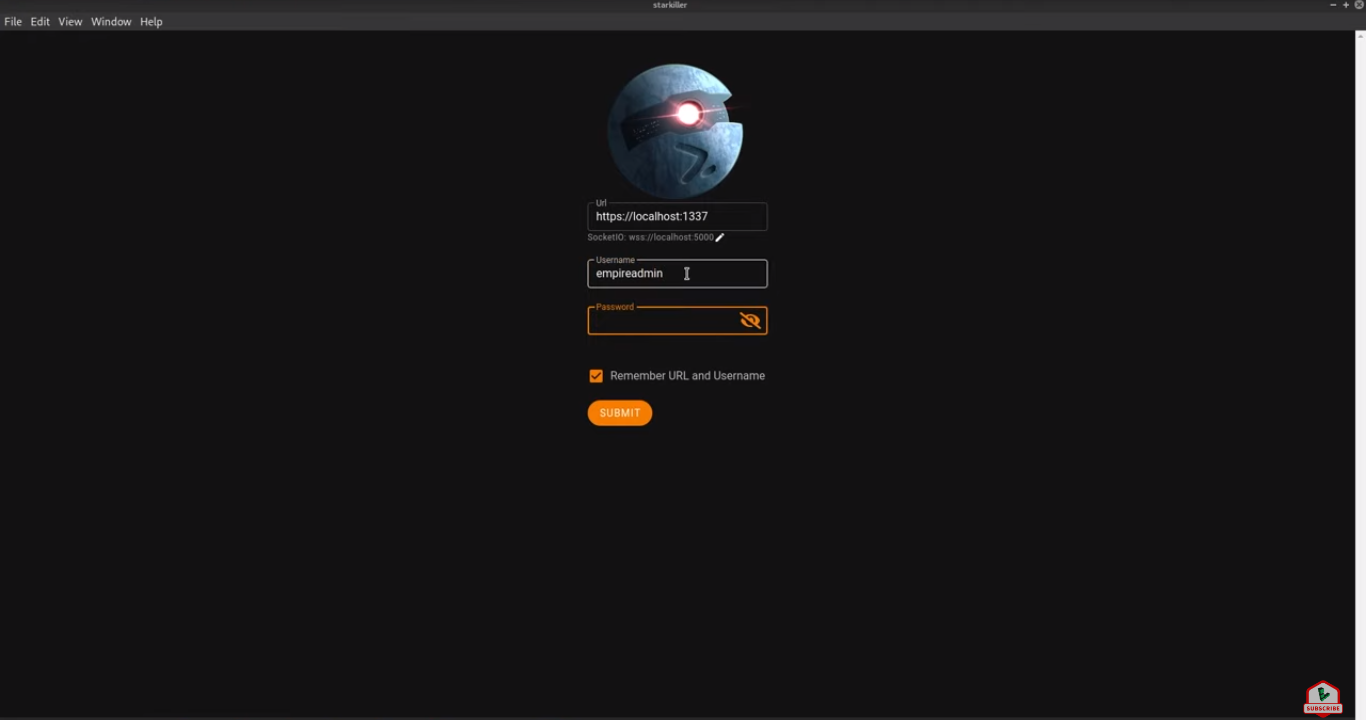 starkiller
File Edit View Window Help
Url
https://localhost:1337
SocketIO: wss://localhost:5000
Username
empireadmin
Password
Remember URL and Username
SUBMIT
SUBSCRIBE